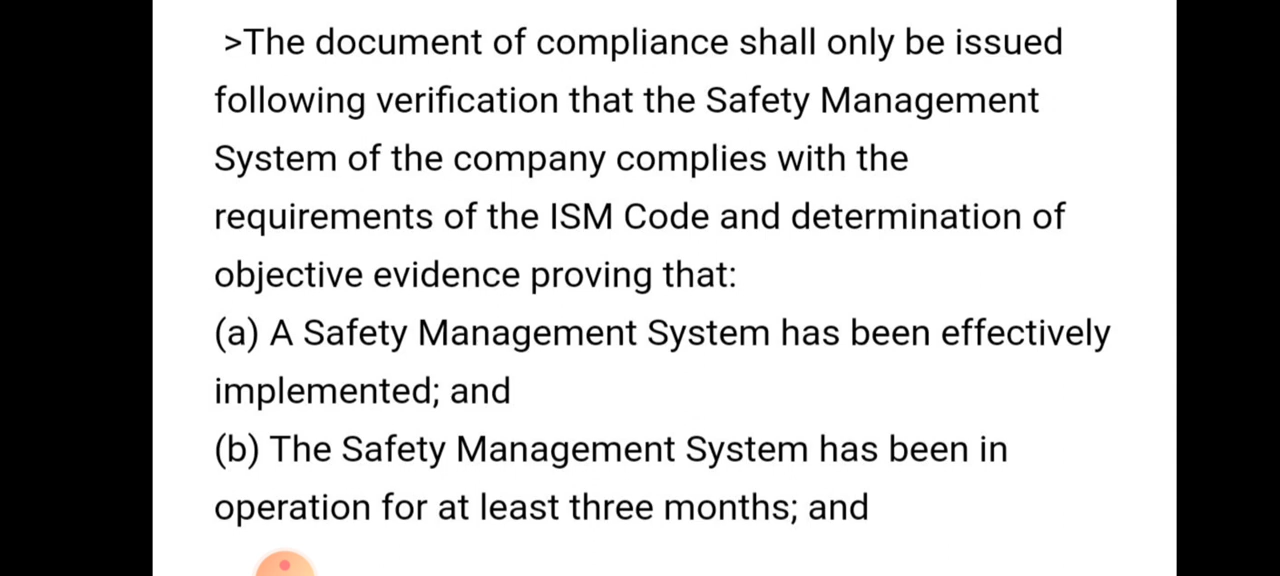 >The document of compliance shall only be issued
following verification that the Safety Management
System of the company complies with the
requirements of the ISM Code and determination of
objective evidence proving that:
(a) A Safety Management System has been effectively
implemented; and
(b) The Safety Management System has been in
operation for at least three months; and